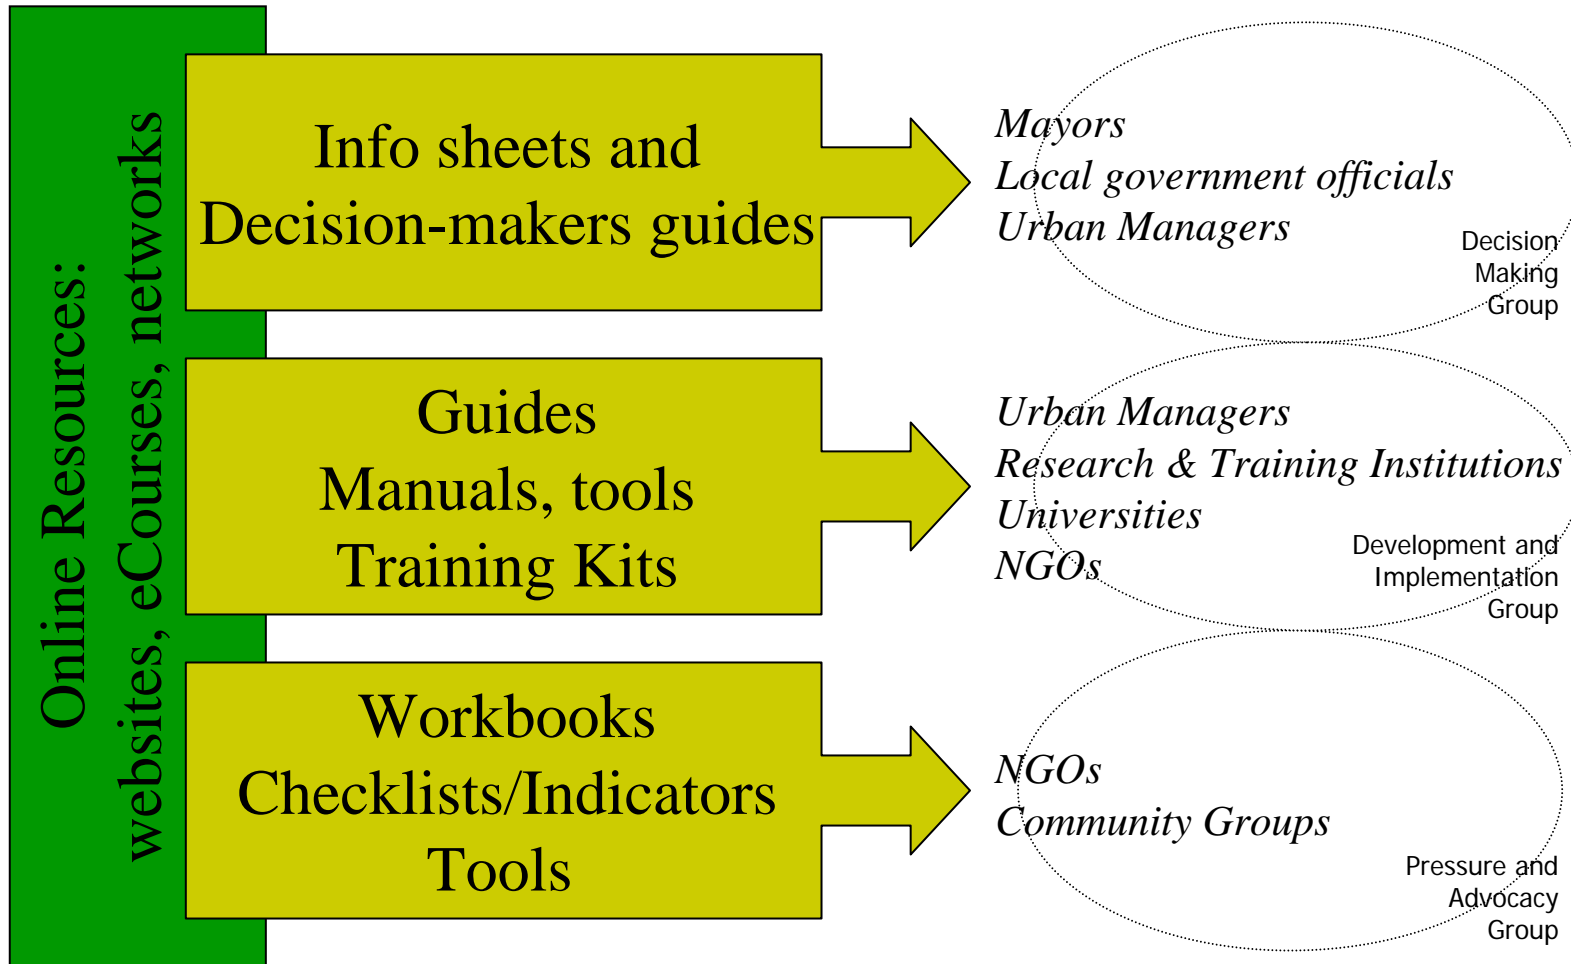 Online Resources:
websites, eCourses, networks
Info sheets and
Decision-makers guides
Mayors
Local government officials
Urban Managers
Decision
Making
Group
Guides
Manuals, tools
Training Kits
Urban Managers
Research & Training Institutions
Universities
NGOs
Development and
Implementation
Group
Workbooks
Checklists/Indicators
Tools
NGOs
Community Groups
Pressure and
Advocacy
Group